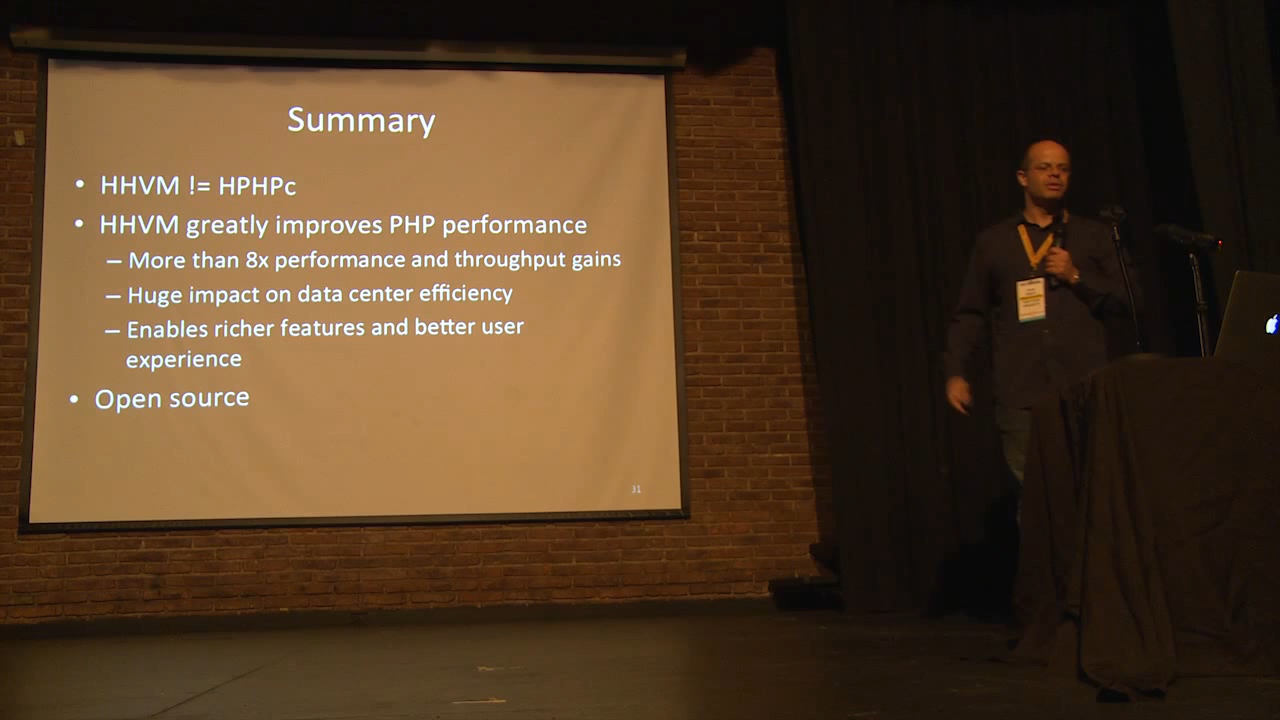 Summary
• HHVM != HPHPc
• HHVM greatly improves PHP performance
– More than 8x performance and throughput gains
– Huge impact on data center efficiency
– Enables richer features and better user
experience
• Open source
31